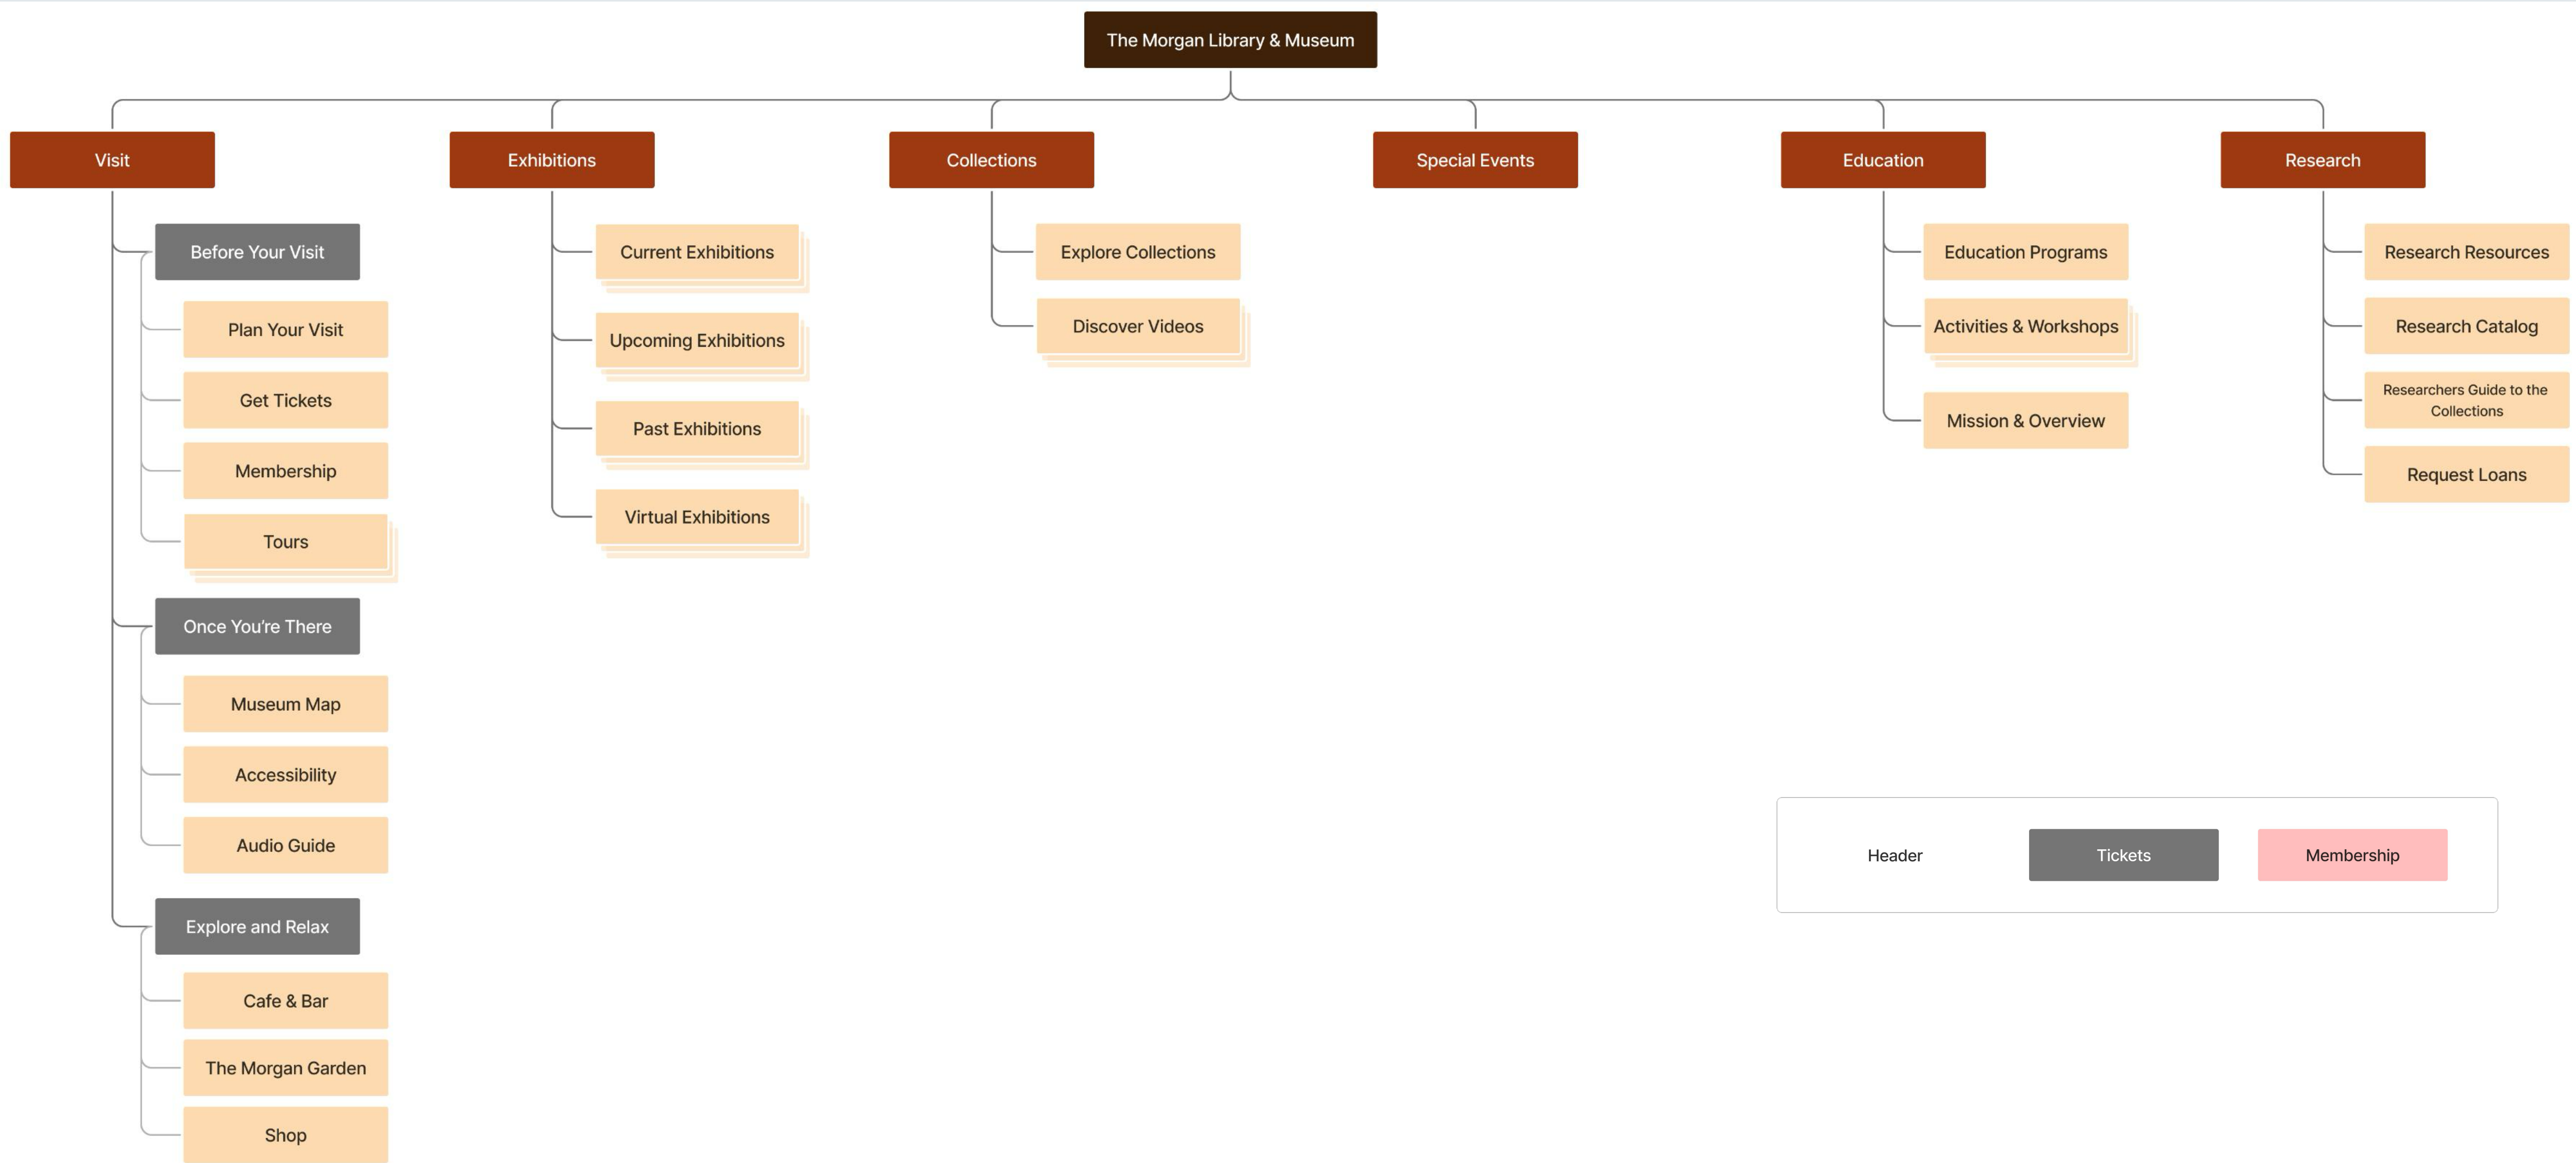 The Morgan Library & Museum
Visit
Exhibitions
Collections
Special Events
Education
Research
Before Your Visit
Plan Your Visit
Get Tickets
Membership
Tours
Once You’re There
Museum Map
Accessibility
Audio Guide
Explore and Relax
Cafe & Bar
The Morgan Garden
Shop
Current Exhibitions
Upcoming Exhibitions
Past Exhibitions
Virtual Exhibitions
Explore Collections
Discover Videos
Education Programs
Activities & Workshops
Mission & Overview
Research Resources
Research Catalog
Researchers Guide to the
Collections
Request Loans
Header
Tickets
Membership